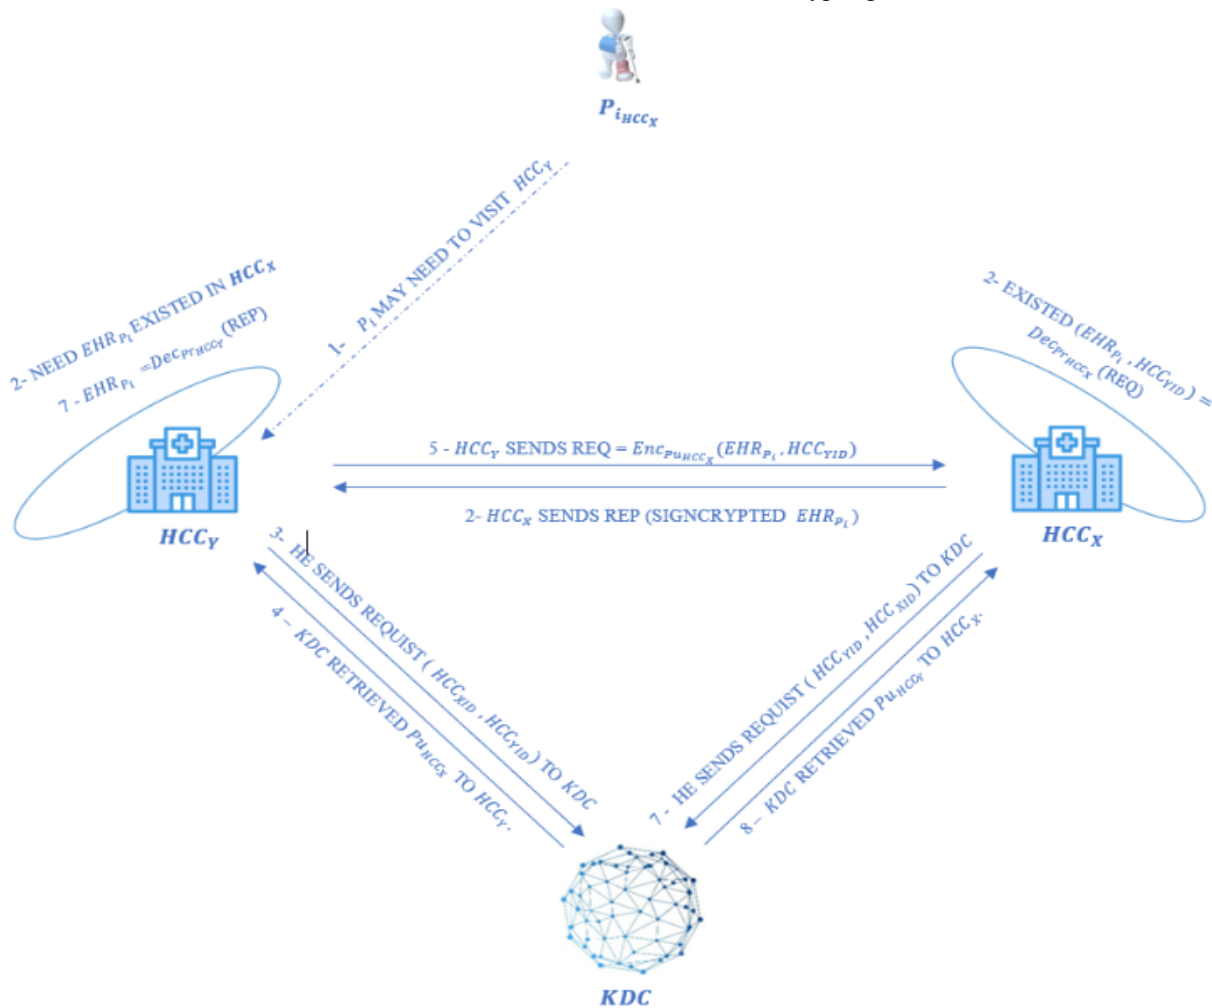 P_{i_{HCC_X}}
1- P_i MAY NEED TO VISIT HCC_Y
2- NEED EHR_{P_i} EXISTED IN HCC_X
7 - EHR_{P_i} =Dec_{Pr_{HCC_Y}}(REP)
2- EXISTED (EHR_{P_i} , HCC_{YID}) =
Dec_{Pr_{HCC_X}}(REQ)
5 - HCC_Y SENDS REQ = Enc_{Pu_{HCC_X}}(EHR_{P_i} , HCC_{YID})
2- HCC_X SENDS REP (SIGNCRYPTED EHR_{P_i})
HCC_Y
HCC_X
3- HE SENDS REQUIST ( HCC_{XID} , HCC_{YID}) TO KDC
4 – KDC RETRIEVED Pu_{HCC_X} TO HCC_Y.
7- HE SENDS REQUIST ( HCC_{YID} , HCC_{XID}) TO KDC
8 – KDC RETRIEVED Pu_{HCC_Y} TO HCC_X.
KDC